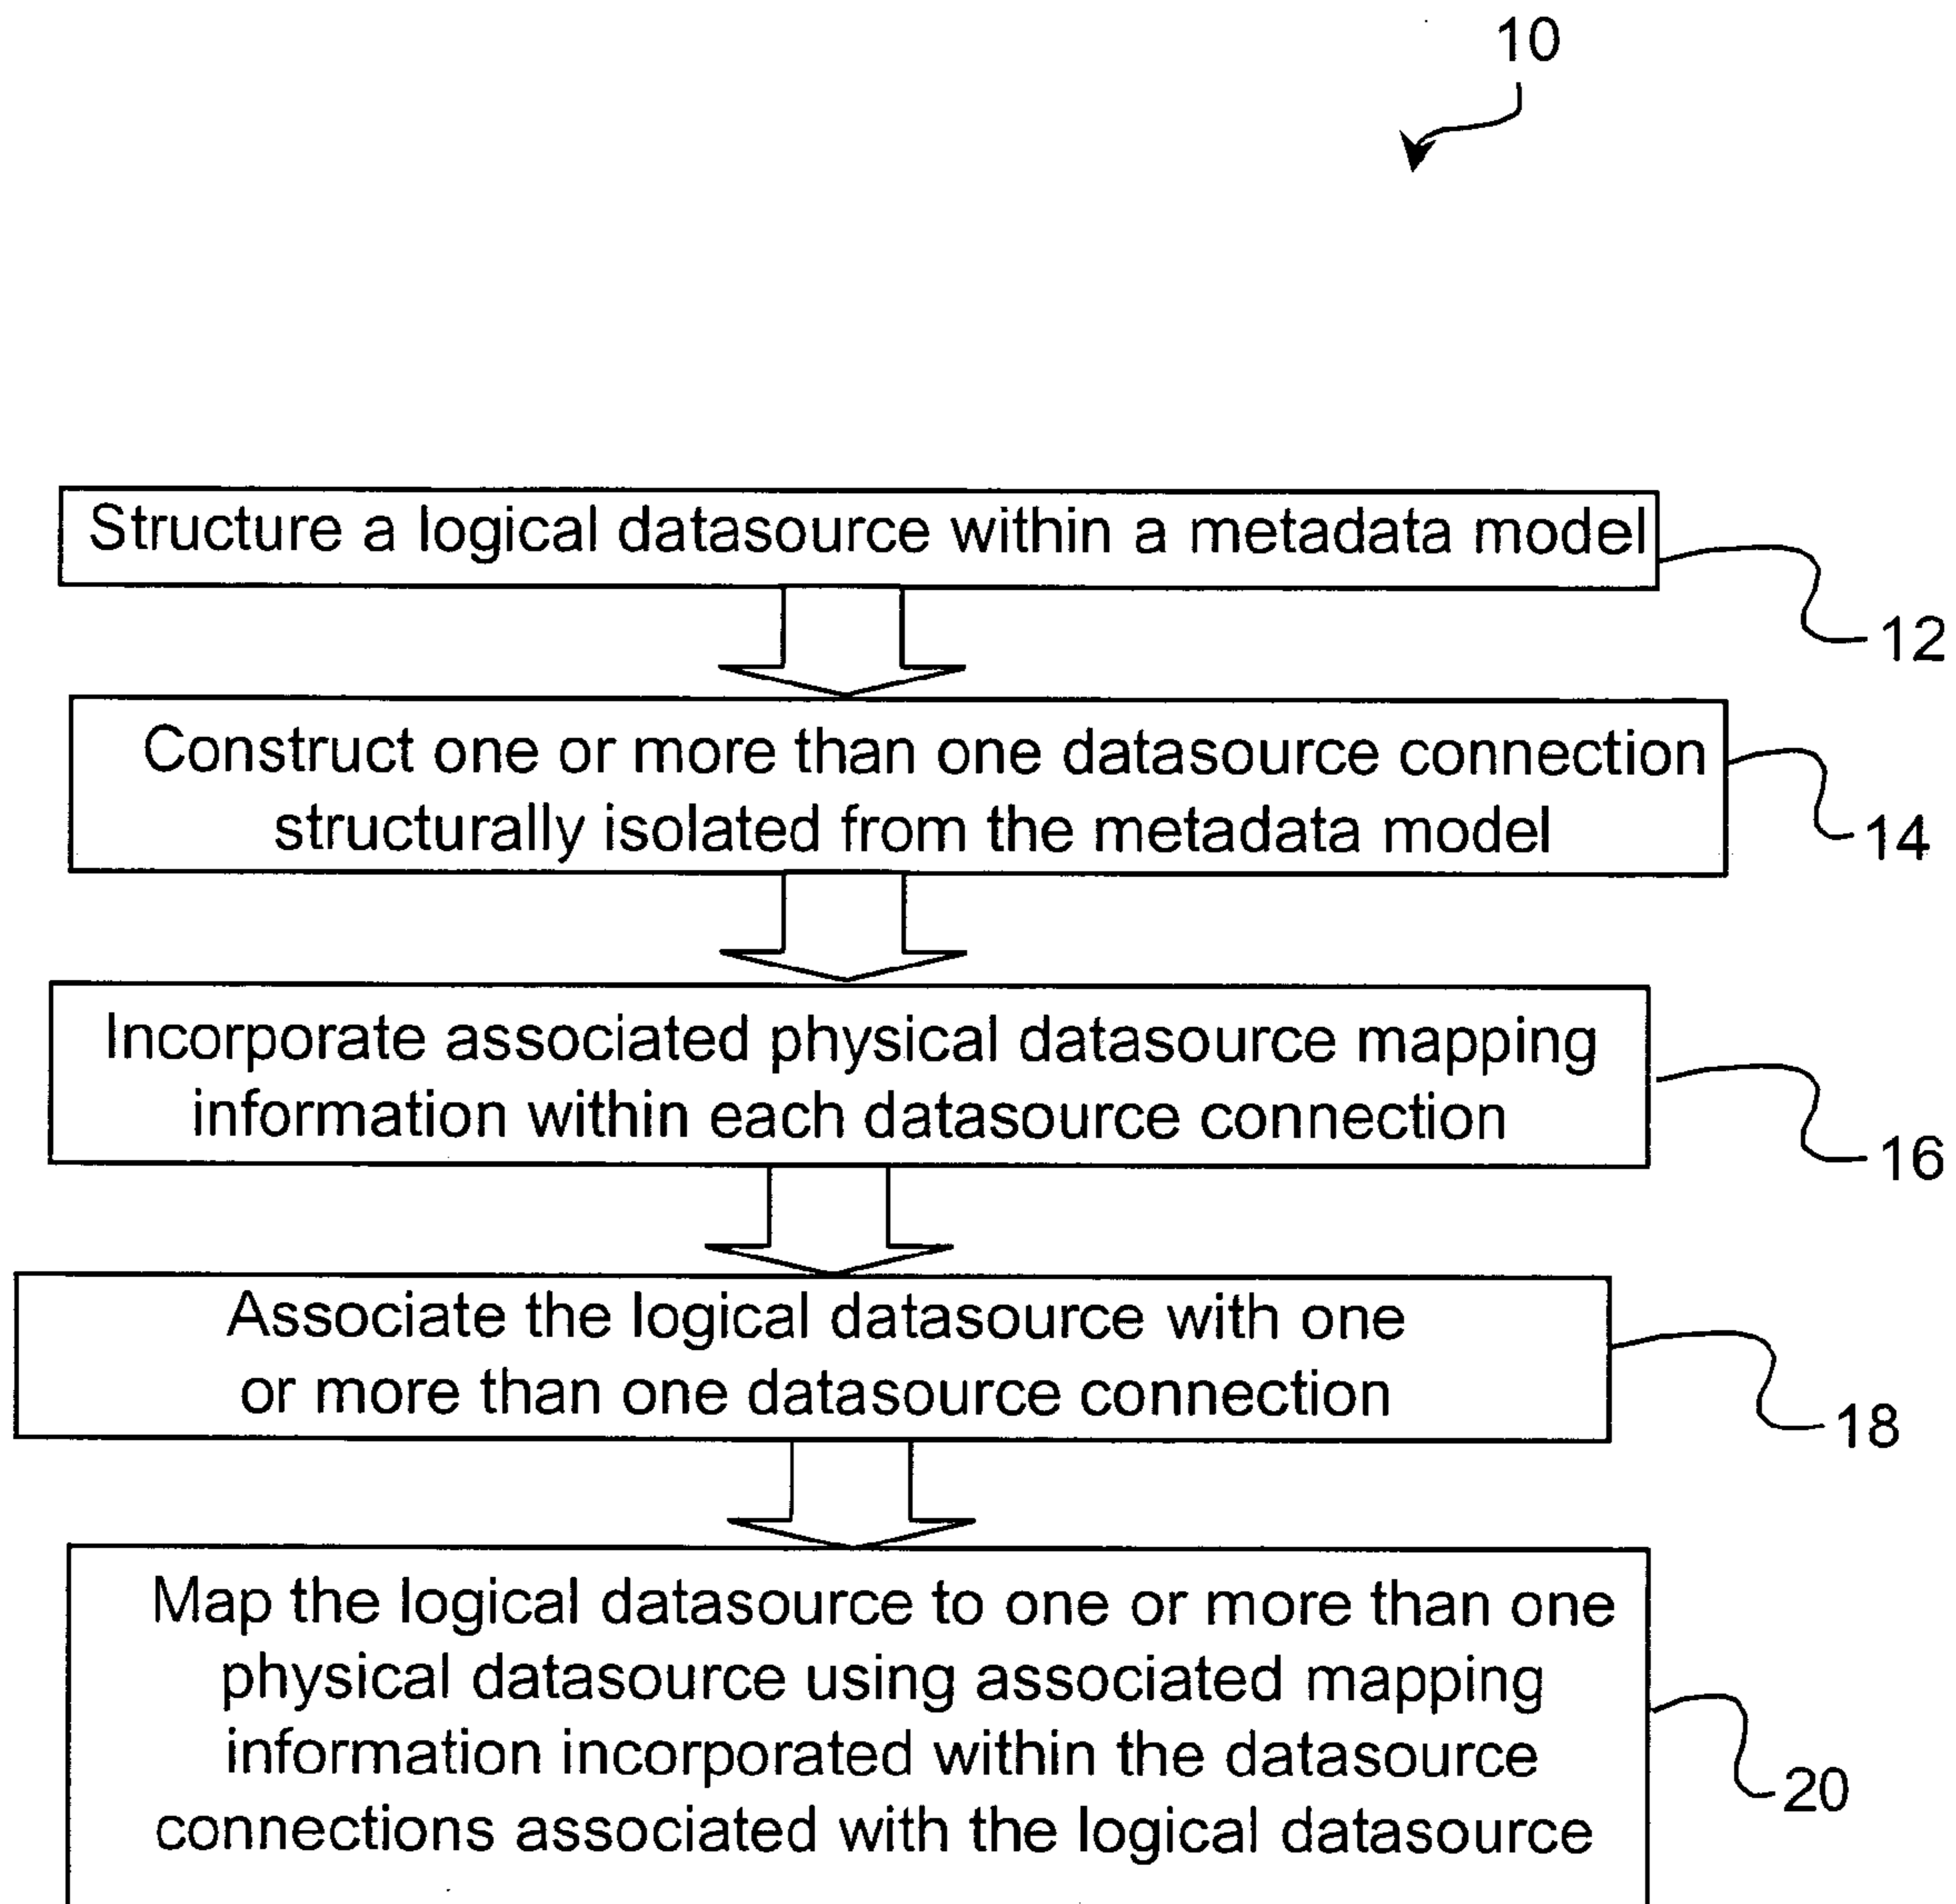 10
Structure a logical datasource within a metadata model
12
Construct one or more than one datasource connection
structurally isolated from the metadata model
14
Incorporate associated physical datasource mapping
information within each datasource connection
16
Associate the logical datasource with one
or more than one datasource connection
18
Map the logical datasource to one or more than one
physical datasource using associated mapping
information incorporated within the datasource
connections associated with the logical datasource
20